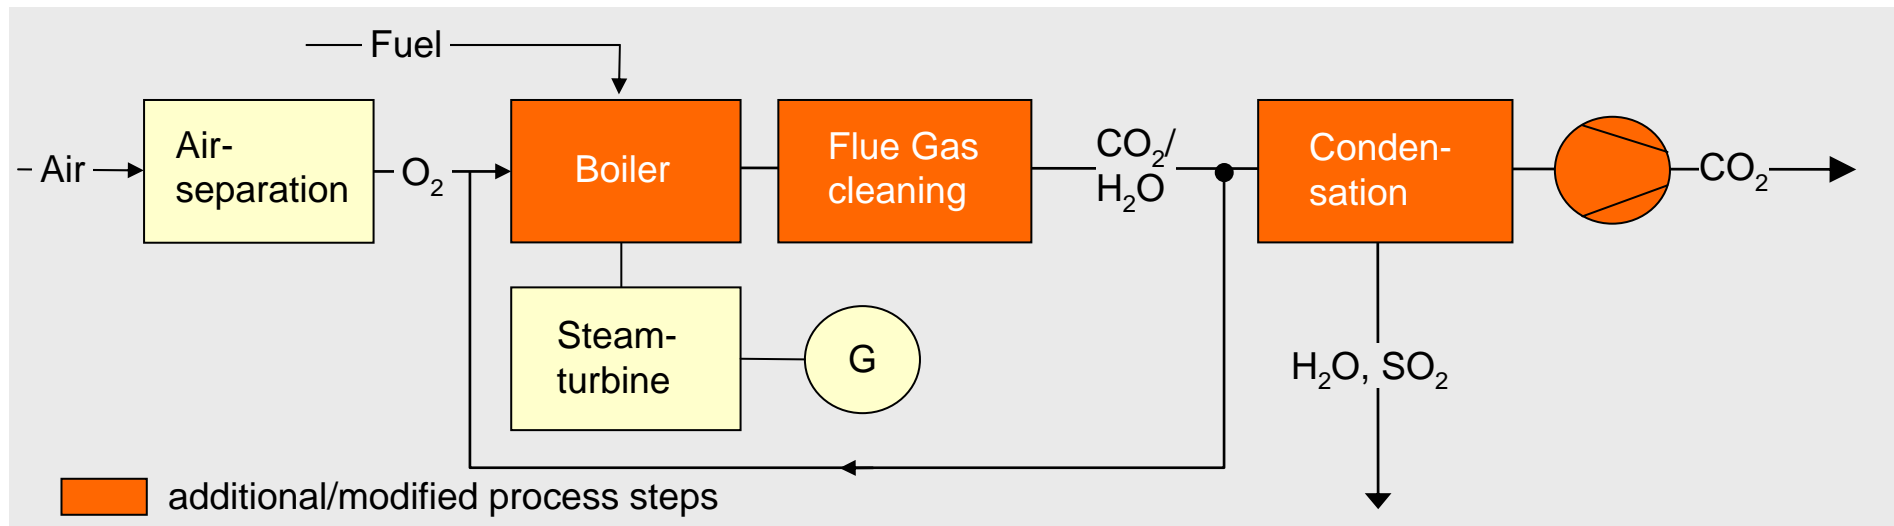 Fuel
Air
Air-
separation
O₂
Boiler
Flue Gas
cleaning
CO₂/
H₂O
Conden-
sation
CO₂
Steam-
turbine
G
H₂O, SO₂
additional/modified process steps